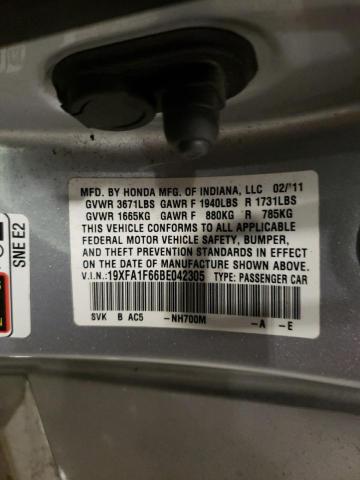 MFD. BY HONDA MFG. OF INDIANA, LLC 02/'11
GVWR 3671LBS GAWR F 1940LBS R 1731LBS
GVWR 1665KG GAWR F 880KG R 785KG
THIS VEHICLE CONFORMS TO ALL APPLICABLE
FEDERAL MOTOR VEHICLE SAFETY, BUMPER,
AND THEFT PREVENTION STANDARDS IN EFFECT
ON THE DATE OF MANUFACTURE SHOWN ABOVE.
V.I.N.:19XFA1F66BE042305 TYPE: PASSENGER CAR
SVK B AC5 -NH700M -A -E
SNE E2